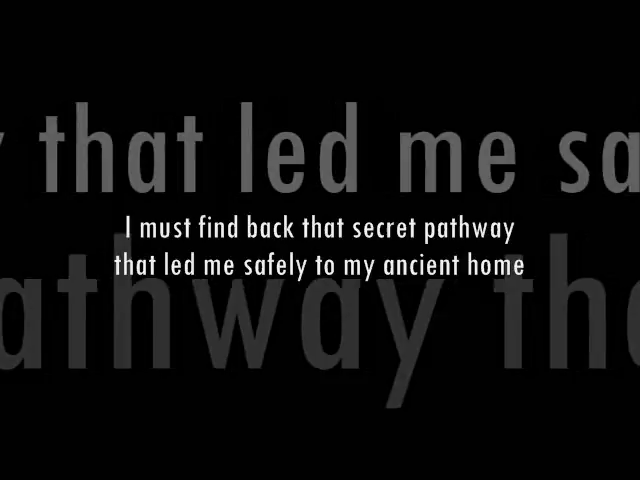 y that led me sa
I must find back that secret pathway
that led me safely to my ancient home
athway tha